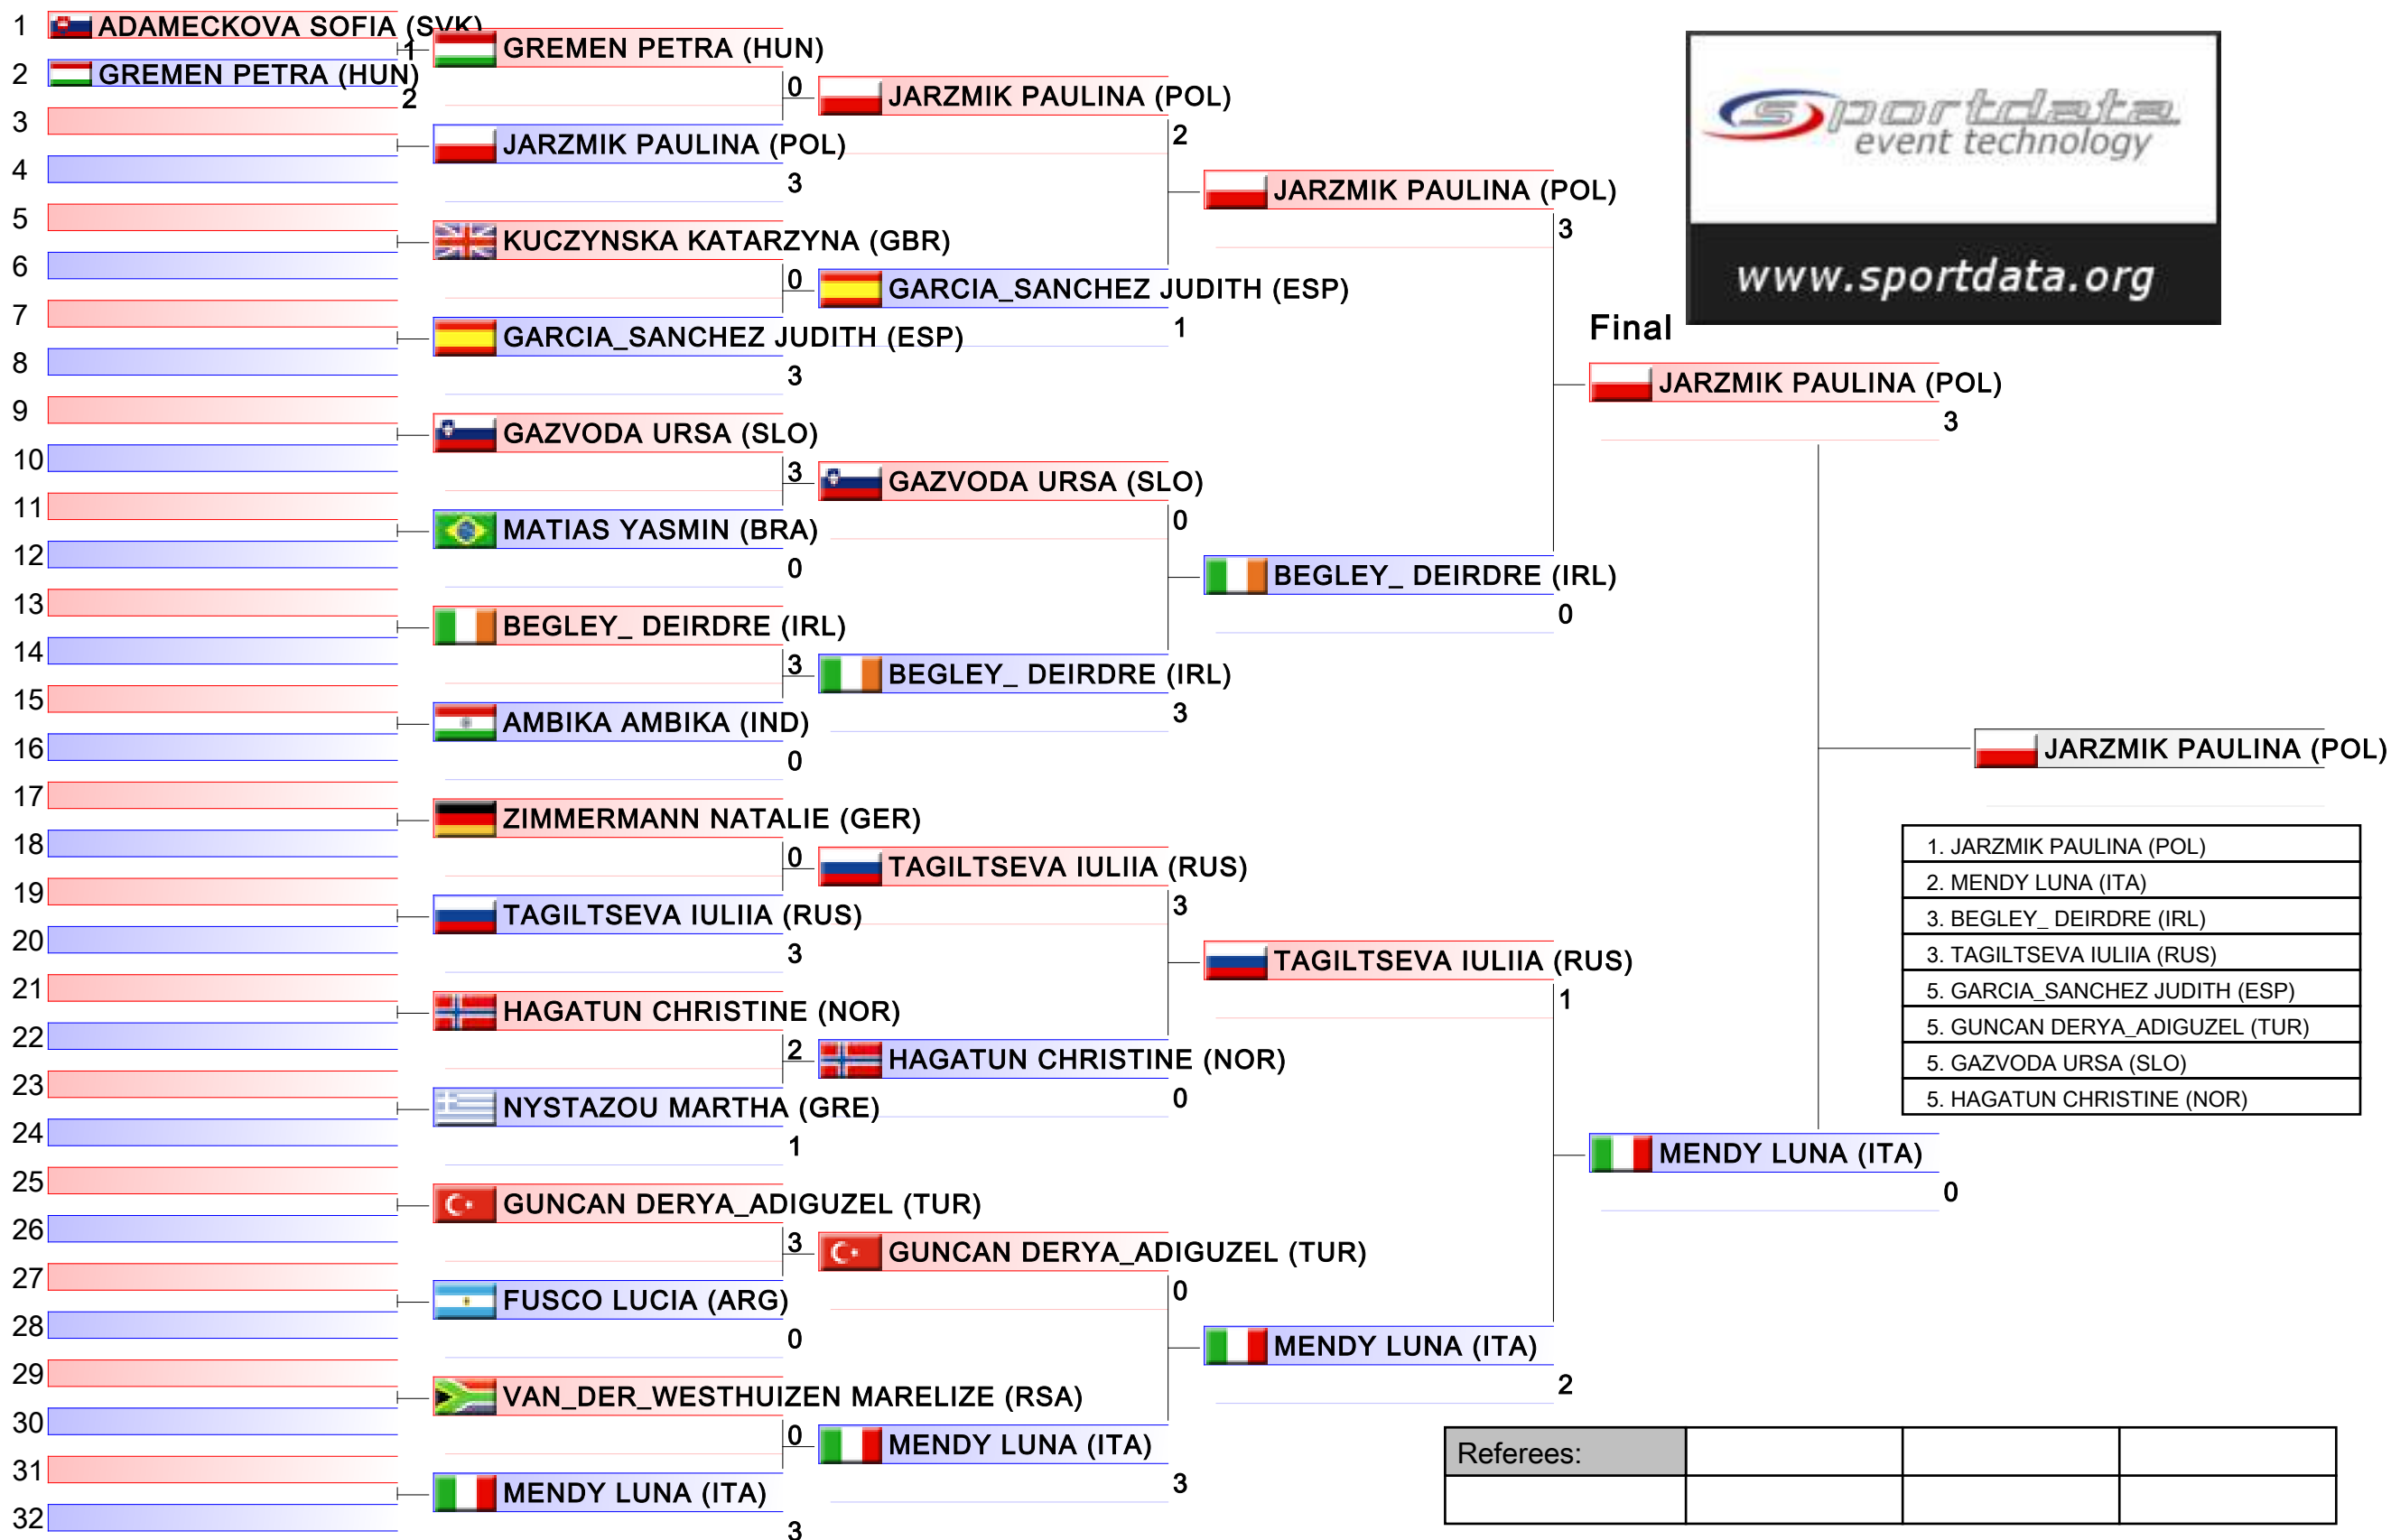 1 ADAMECKOVA SOFIA (SVK)
1
2 GREMEN PETRA (HUN)
2
3
4
5
6
7
8
9
10
11
12
13
14
15
16
17
18
19
20
21
22
23
24
25
26
27
28
29
30
31
32
GREMEN PETRA (HUN)
0
JARZMIK PAULINA (POL)
3
KUCZYNSKA KATARZYNA (GBR)
0
GARCIA_SANCHEZ JUDITH (ESP)
3
GAZVODA URSA (SLO)
3
MATIAS YASMIN (BRA)
0
BEGLEY_ DEIRDRE (IRL)
3
AMBIKA AMBIKA (IND)
0
ZIMMERMANN NATALIE (GER)
0
TAGILTSEVA IULIIA (RUS)
3
HAGATUN CHRISTINE (NOR)
2
NYSTAZOU MARTHA (GRE)
1
GUNCAN DERYA_ADIGUZEL (TUR)
3
FUSCO LUCIA (ARG)
0
VAN_DER_WESTHUIZEN MARELIZE (RSA)
0
MENDY LUNA (ITA)
3
JARZMIK PAULINA (POL)
2
GARCIA_SANCHEZ JUDITH (ESP)
1
GAZVODA URSA (SLO)
0
BEGLEY_ DEIRDRE (IRL)
3
TAGILTSEVA IULIIA (RUS)
3
HAGATUN CHRISTINE (NOR)
0
GUNCAN DERYA_ADIGUZEL (TUR)
0
MENDY LUNA (ITA)
3
JARZMIK PAULINA (POL)
3
BEGLEY_ DEIRDRE (IRL)
0
TAGILTSEVA IULIIA (RUS)
1
MENDY LUNA (ITA)
2
sportdata
event technology
www.sportdata.org
Final
JARZMIK PAULINA (POL)
3
MENDY LUNA (ITA)
0
JARZMIK PAULINA (POL)
1. JARZMIK PAULINA (POL)
2. MENDY LUNA (ITA)
3. BEGLEY_ DEIRDRE (IRL)
3. TAGILTSEVA IULIIA (RUS)
5. GARCIA_SANCHEZ JUDITH (ESP)
5. GUNCAN DERYA_ADIGUZEL (TUR)
5. GAZVODA URSA (SLO)
5. HAGATUN CHRISTINE (NOR)
Referees: